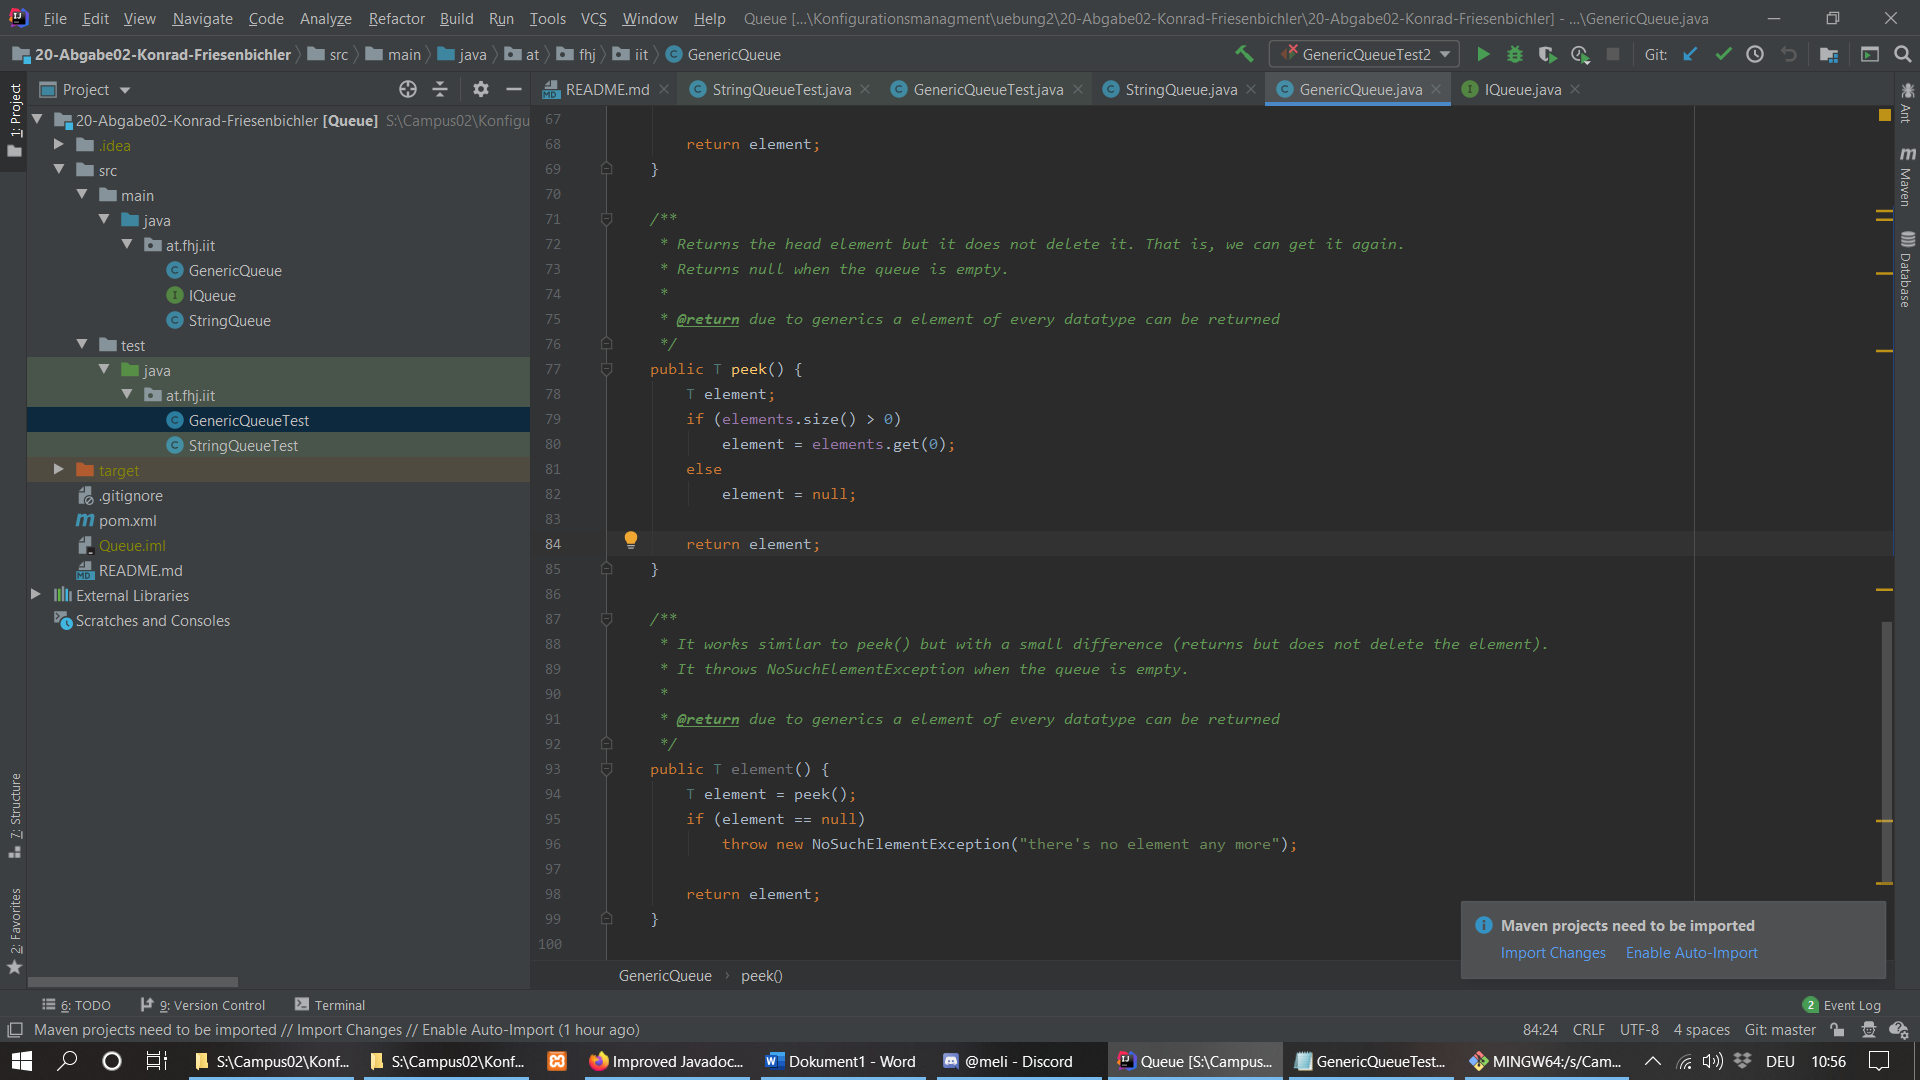 File Edit View Navigate Code Analyze Refactor Build Run Tools VCS Window Help Queue [...\Konfigurationsmanagment\uebung2\20-Abgabe02-Konrad-Friesenbichler\20-Abgabe02-Konrad-Friesenbichler] - ...\GenericQueue.java
20-Abgabe02-Konrad-Friesenbichler src main java at fhj iit GenericQueue GenericQueueTest2 Git:
Project README.md StringQueueTest.java GenericQueueTest.java StringQueue.java GenericQueue.java IQueue.java
1: Project
7: Structure
2: Favorites
20-Abgabe02-Konrad-Friesenbichler [Queue] S:\Campus02\Konfigu
.idea
src
main
java
at.fhj.iit
GenericQueue
IQueue
StringQueue
test
java
at.fhj.iit
GenericQueueTest
StringQueueTest
target
.gitignore
pom.xml
Queue.iml
README.md
External Libraries
Scratches and Consoles
67
68 return element;
69 }
70
71 /**
72 * Returns the head element but it does not delete it. That is, we can get it again.
73 * Returns null when the queue is empty.
74 *
75 * @return due to generics a element of every datatype can be returned
76 */
77 public T peek() {
78 T element;
79 if (elements.size() > 0)
80 element = elements.get(0);
81 else
82 element = null;
83
84 return element;
85 }
86
87 /**
88 * It works similar to peek() but with a small difference (returns but does not delete the element).
89 * It throws NoSuchElementException when the queue is empty.
90 *
91 * @return due to generics a element of every datatype can be returned
92 */
93 public T element() {
94 T element = peek();
95 if (element == null)
96 throw new NoSuchElementException("there's no element any more");
97
98 return element;
99 }
100
Ant
Maven
Database
Maven projects need to be imported
Import Changes Enable Auto-Import
GenericQueue peek()
6: TODO 9: Version Control Terminal 2 Event Log
Maven projects need to be imported // Import Changes // Enable Auto-Import (1 hour ago) 84:24 CRLF UTF-8 4 spaces Git: master
S:\Campus02\Konf... S:\Campus02\Konf... Improved Javadoc... Dokument1 - Word @meli - Discord Queue [S:\Campus... GenericQueueTest... MINGW64:/s/Cam... DEU 10:56